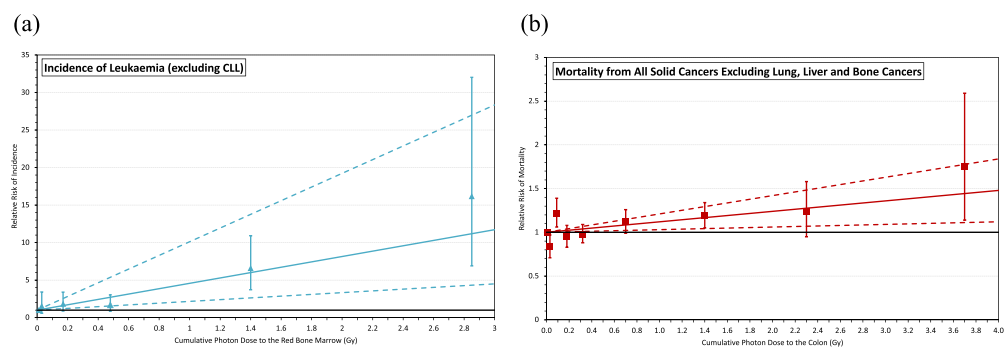 (a)
Incidence of Leukaemia (excluding CLL)
Relative Risk of Incidence
35
30
25
20
15
10
5
0
0 0.2 0.4 0.6 0.8 1 1.2 1.4 1.6 1.8 2 2.2 2.4 2.6 2.8 3
Cumulative Photon Dose to the Red Bone Marrow (Gy)
(b)
Mortality from All Solid Cancers Excluding Lung, Liver and Bone Cancers
Relative Risk of Mortality
3
2.5
2
1.5
1
0.5
0
0.0 0.2 0.4 0.6 0.8 1.0 1.2 1.4 1.6 1.8 2.0 2.2 2.4 2.6 2.8 3.0 3.2 3.4 3.6 3.8 4.0
Cumulative Photon Dose to the Colon (Gy)